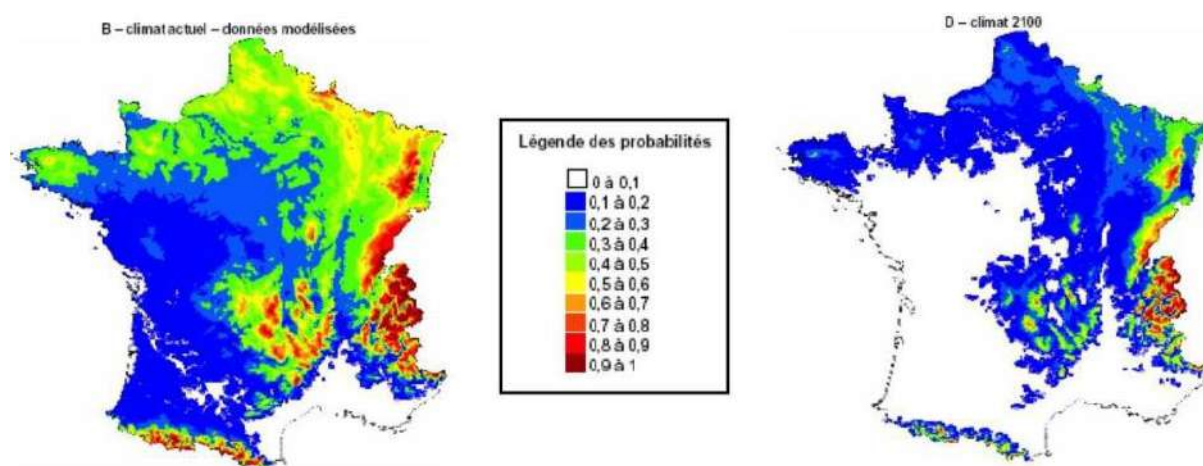 B – climat actuel – données modélisées
D – climat 2100
Légende des probabilités
0 à 0,1
0,1 à 0,2
0,2 à 0,3
0,3 à 0,4
0,4 à 0,5
0,5 à 0,6
0,6 à 0,7
0,7 à 0,8
0,8 à 0,9
0,9 à 1